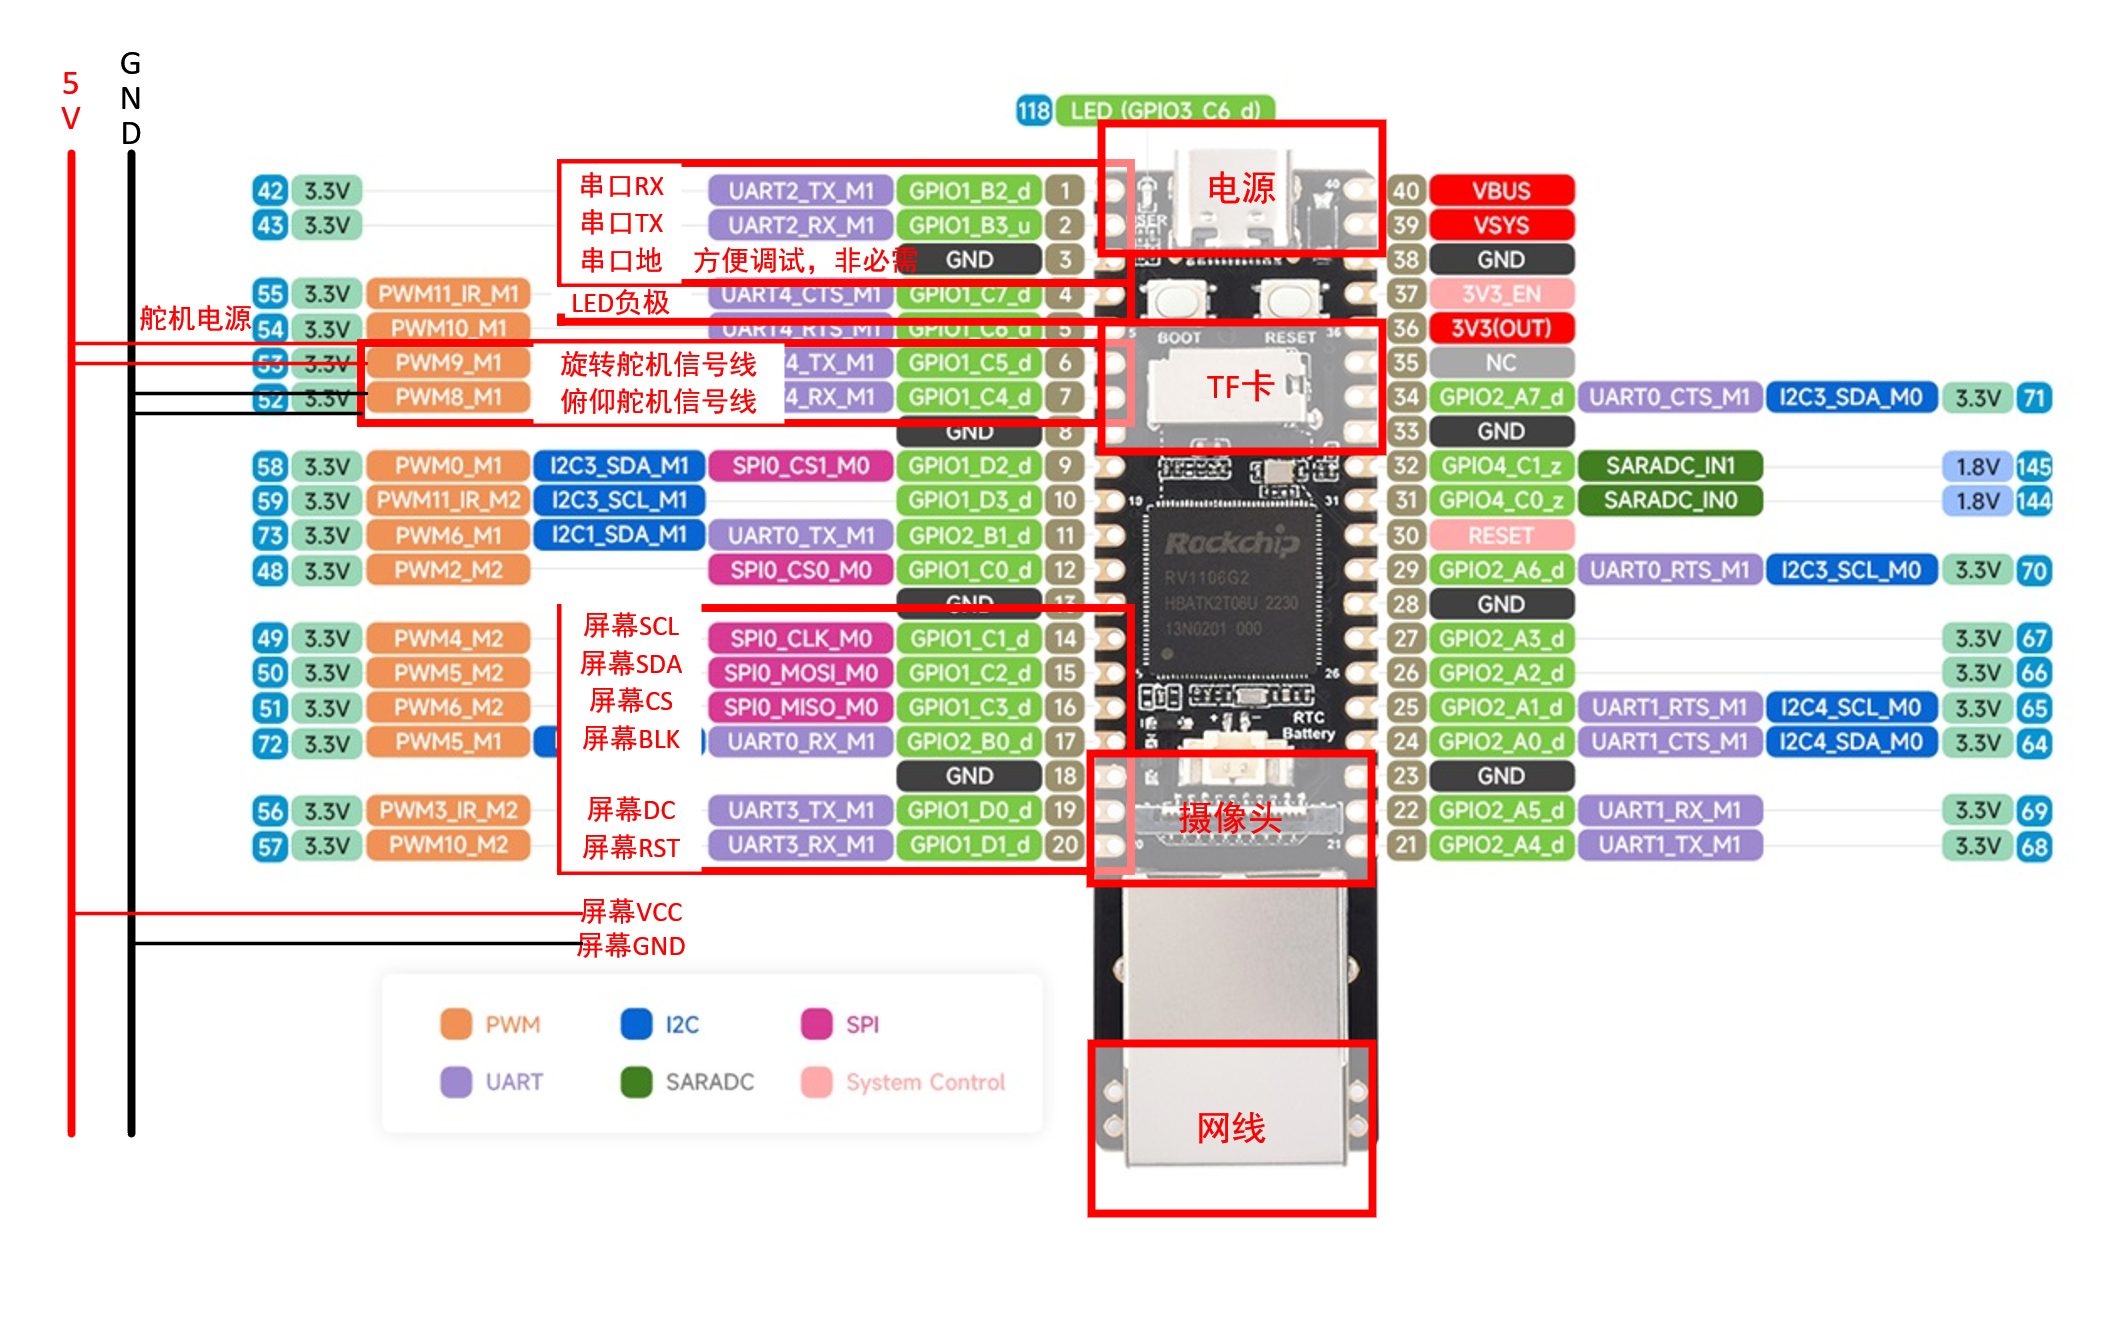 5V
GND
118 LED (GPIO3_C6_d)
42 3.3V 串口RX UART2_TX_M1 GPIO1_B2_d 1
43 3.3V 串口TX UART2_RX_M1 GPIO1_B3_u 2
串口地 方便调试，非必需 GND 3
55 3.3V PWM11_IR_M1 LED负极 UART4_CTS_M1 GPIO1_C7_d 4
舵机电源
54 3.3V PWM10_M1 UART4_RTS_M1 GPIO1_C6_d 5
53 3.3V PWM9_M1 旋转舵机信号线 4_TX_M1 GPIO1_C5_d 6
52 3.3V PWM8_M1 俯仰舵机信号线 4_RX_M1 GPIO1_C4_d 7
GND 8
58 3.3V PWM0_M1 I2C3_SDA_M1 SPI0_CS1_M0 GPIO1_D2_d 9
59 3.3V PWM11_IR_M2 I2C3_SCL_M1 GPIO1_D3_d 10
73 3.3V PWM6_M1 I2C1_SDA_M1 UART0_TX_M1 GPIO2_B1_d 11
48 3.3V PWM2_M2 SPI0_CS0_M0 GPIO1_C0_d 12
GND 13
49 3.3V PWM4_M2 屏幕SCL SPI0_CLK_M0 GPIO1_C1_d 14
50 3.3V PWM5_M2 屏幕SDA SPI0_MOSI_M0 GPIO1_C2_d 15
51 3.3V PWM6_M2 屏幕CS SPI0_MISO_M0 GPIO1_C3_d 16
72 3.3V PWM5_M1 屏幕BLK UART0_RX_M1 GPIO2_B0_d 17
GND 18
56 3.3V PWM3_IR_M2 屏幕DC UART3_TX_M1 GPIO1_D0_d 19
57 3.3V PWM10_M2 屏幕RST UART3_RX_M1 GPIO1_D1_d 20
屏幕VCC
屏幕GND
电源
40
BOOT RESET 36
TF卡
10 31
Rockchip
RV1106G2
HBATK2T06U 2230
13N0201 000
26
RTC
Battery
摄像头
20 21
网线
40 VBUS
39 VSYS
38 GND
37 3V3_EN
36 3V3(OUT)
35 NC
34 GPIO2_A7_d UART0_CTS_M1 I2C3_SDA_M0 3.3V 71
33 GND
32 GPIO4_C1_z SARADC_IN1 1.8V 145
31 GPIO4_C0_z SARADC_IN0 1.8V 144
30 RESET
29 GPIO2_A6_d UART0_RTS_M1 I2C3_SCL_M0 3.3V 70
28 GND
27 GPIO2_A3_d 3.3V 67
26 GPIO2_A2_d 3.3V 66
25 GPIO2_A1_d UART1_RTS_M1 I2C4_SCL_M0 3.3V 65
24 GPIO2_A0_d UART1_CTS_M1 I2C4_SDA_M0 3.3V 64
23 GND
22 GPIO2_A5_d UART1_RX_M1 3.3V 69
21 GPIO2_A4_d UART1_TX_M1 3.3V 68
PWM I2C SPI
UART SARADC System Control